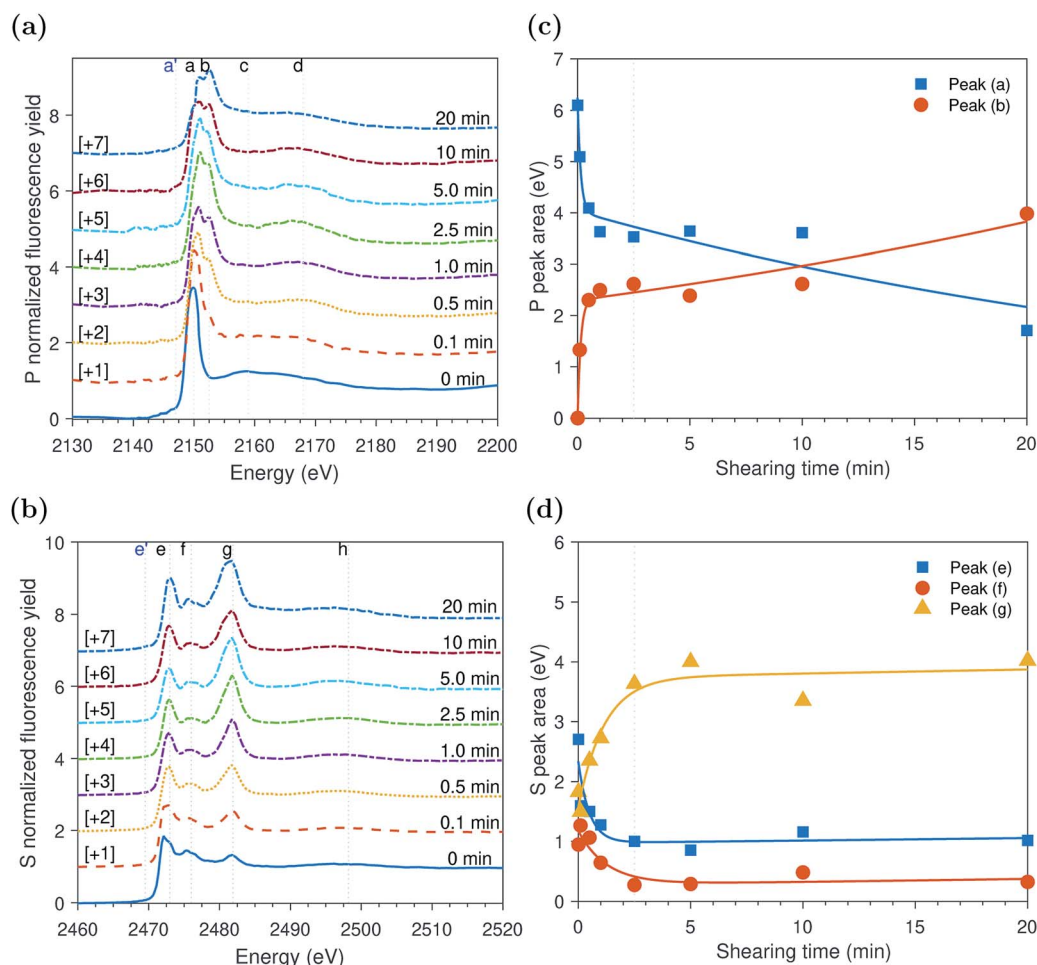 (a)
a' a b c d
P normalized fluorescence yield
8
6
4
2
0
[+7]
[+6]
[+5]
[+4]
[+3]
[+2]
[+1]
20 min
10 min
5.0 min
2.5 min
1.0 min
0.5 min
0.1 min
0 min
2130 2140 2150 2160 2170 2180 2190 2200
Energy (eV)
(c)
P peak area (eV)
7
6
5
4
3
2
1
0
Peak (a)
Peak (b)
0 5 10 15 20
Shearing time (min)
(b)
e' e f g h
S normalized fluorescence yield
10
8
6
4
2
0
[+7]
[+6]
[+5]
[+4]
[+3]
[+2]
[+1]
20 min
10 min
5.0 min
2.5 min
1.0 min
0.5 min
0.1 min
0 min
2460 2470 2480 2490 2500 2510 2520
Energy (eV)
(d)
S peak area (eV)
6
5
4
3
2
1
0
Peak (e)
Peak (f)
Peak (g)
0 5 10 15 20
Shearing time (min)